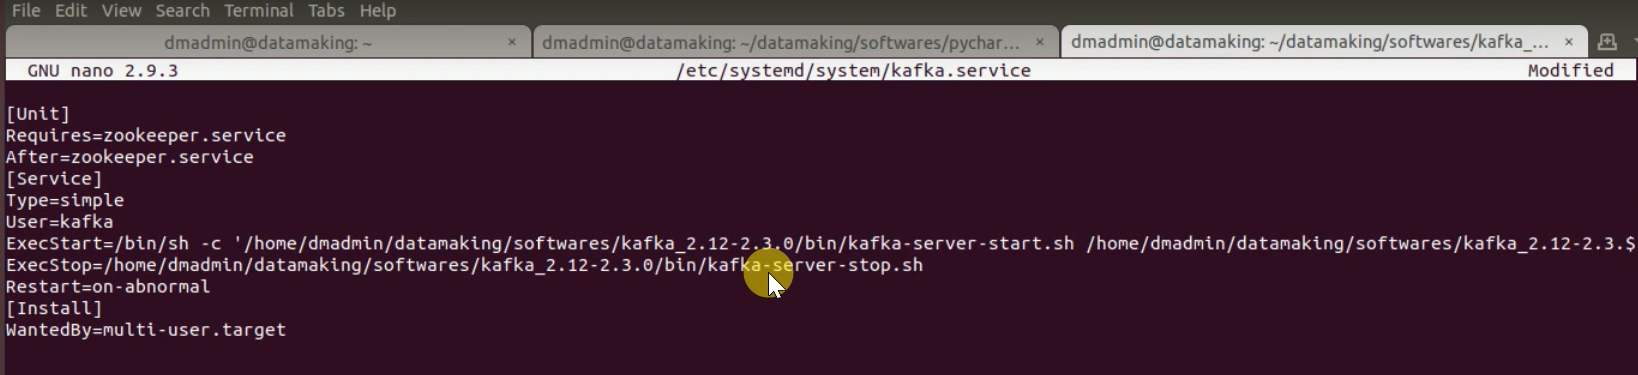 File Edit View Search Terminal Tabs Help
dmadmin@datamaking: ~ × dmadmin@datamaking: ~/datamaking/softwares/pychar... × dmadmin@datamaking: ~/datamaking/softwares/kafka_... ×
GNU nano 2.9.3 /etc/systemd/system/kafka.service Modified
[Unit]
Requires=zookeeper.service
After=zookeeper.service
[Service]
Type=simple
User=kafka
ExecStart=/bin/sh -c '/home/dmadmin/datamaking/softwares/kafka_2.12-2.3.0/bin/kafka-server-start.sh /home/dmadmin/datamaking/softwares/kafka_2.12-2.3.$
ExecStop=/home/dmadmin/datamaking/softwares/kafka_2.12-2.3.0/bin/kafka-server-stop.sh
Restart=on-abnormal
[Install]
WantedBy=multi-user.target